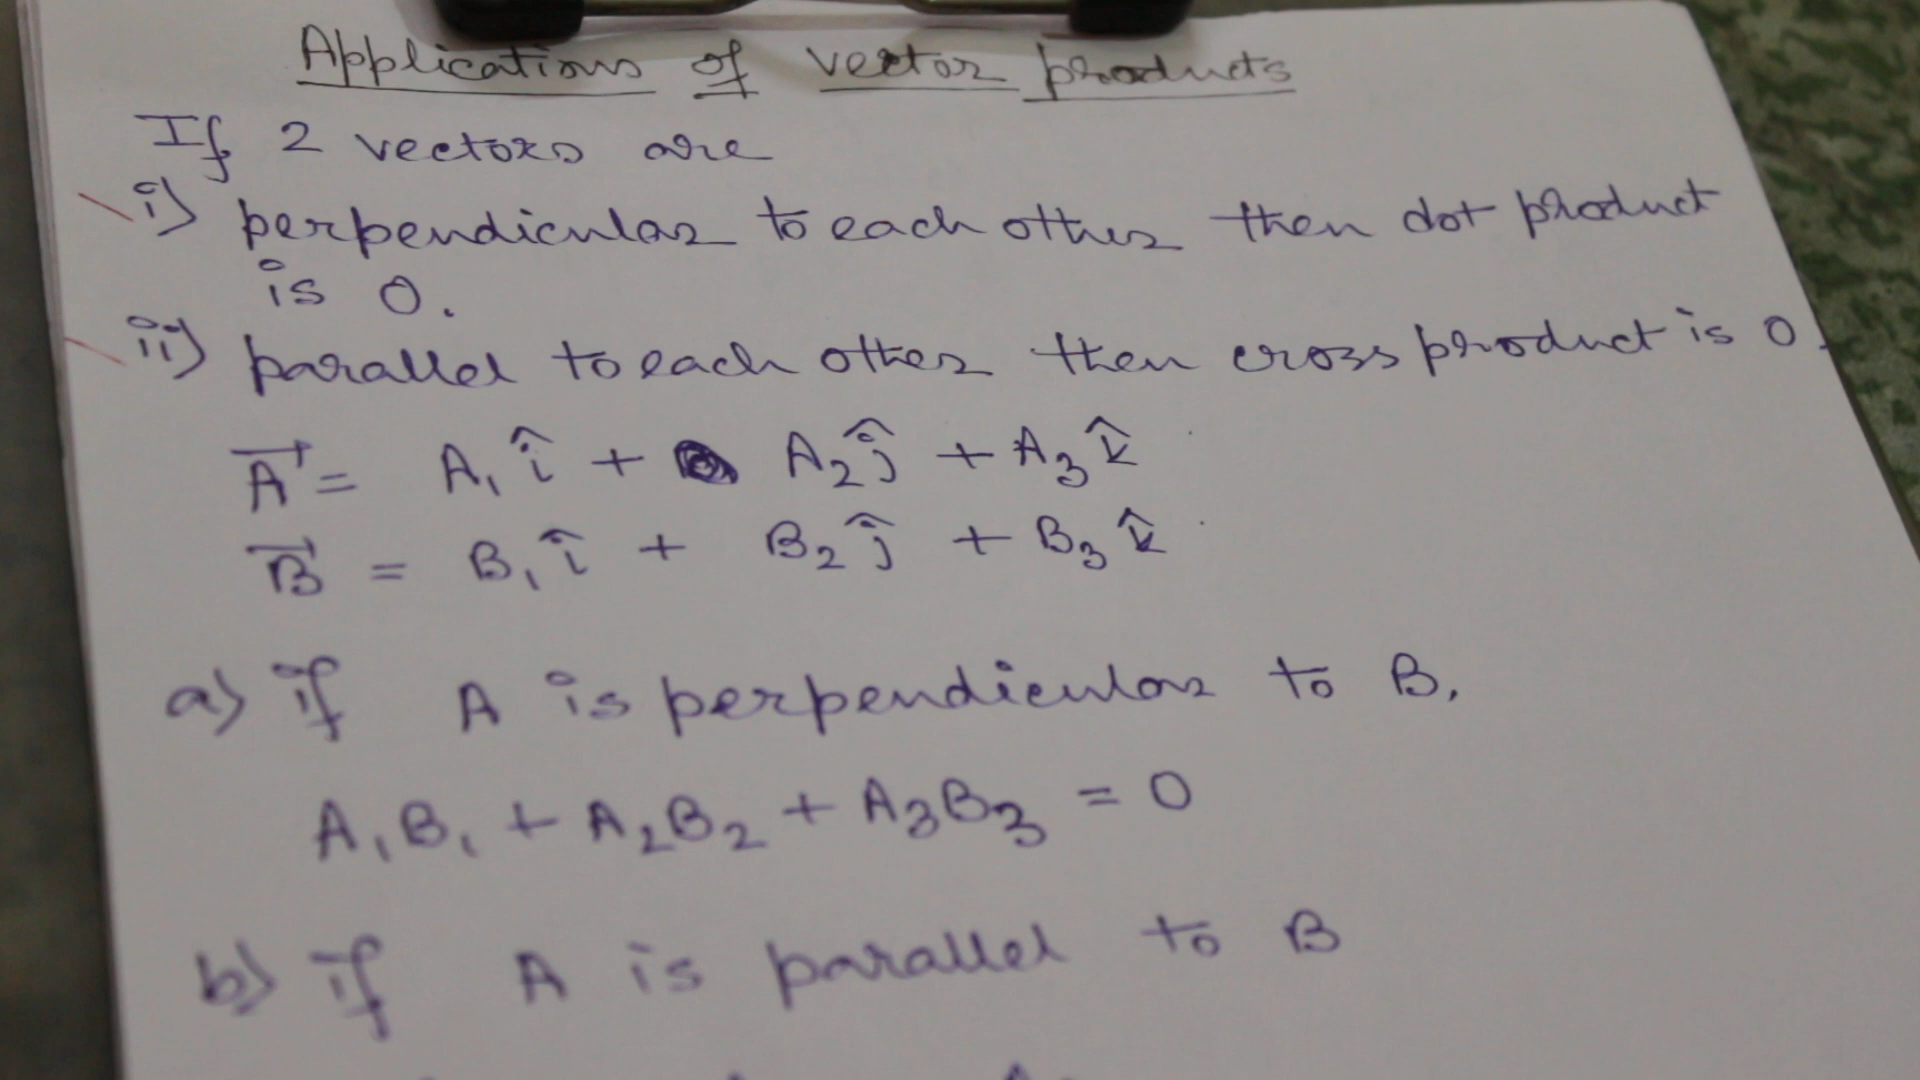 Applications of vector products
If 2 vectors are
i) perpendicular to each other then dot product
is 0.
ii) parallel to each other then cross product is 0.
A⃗ = A₁ î + A₂ ĵ + A₃ k̂
B⃗ = B₁ î + B₂ ĵ + B₃ k̂
a) if A is perpendicular to B,
A₁B₁ + A₂B₂ + A₃B₃ = 0
b) if A is parallel to B